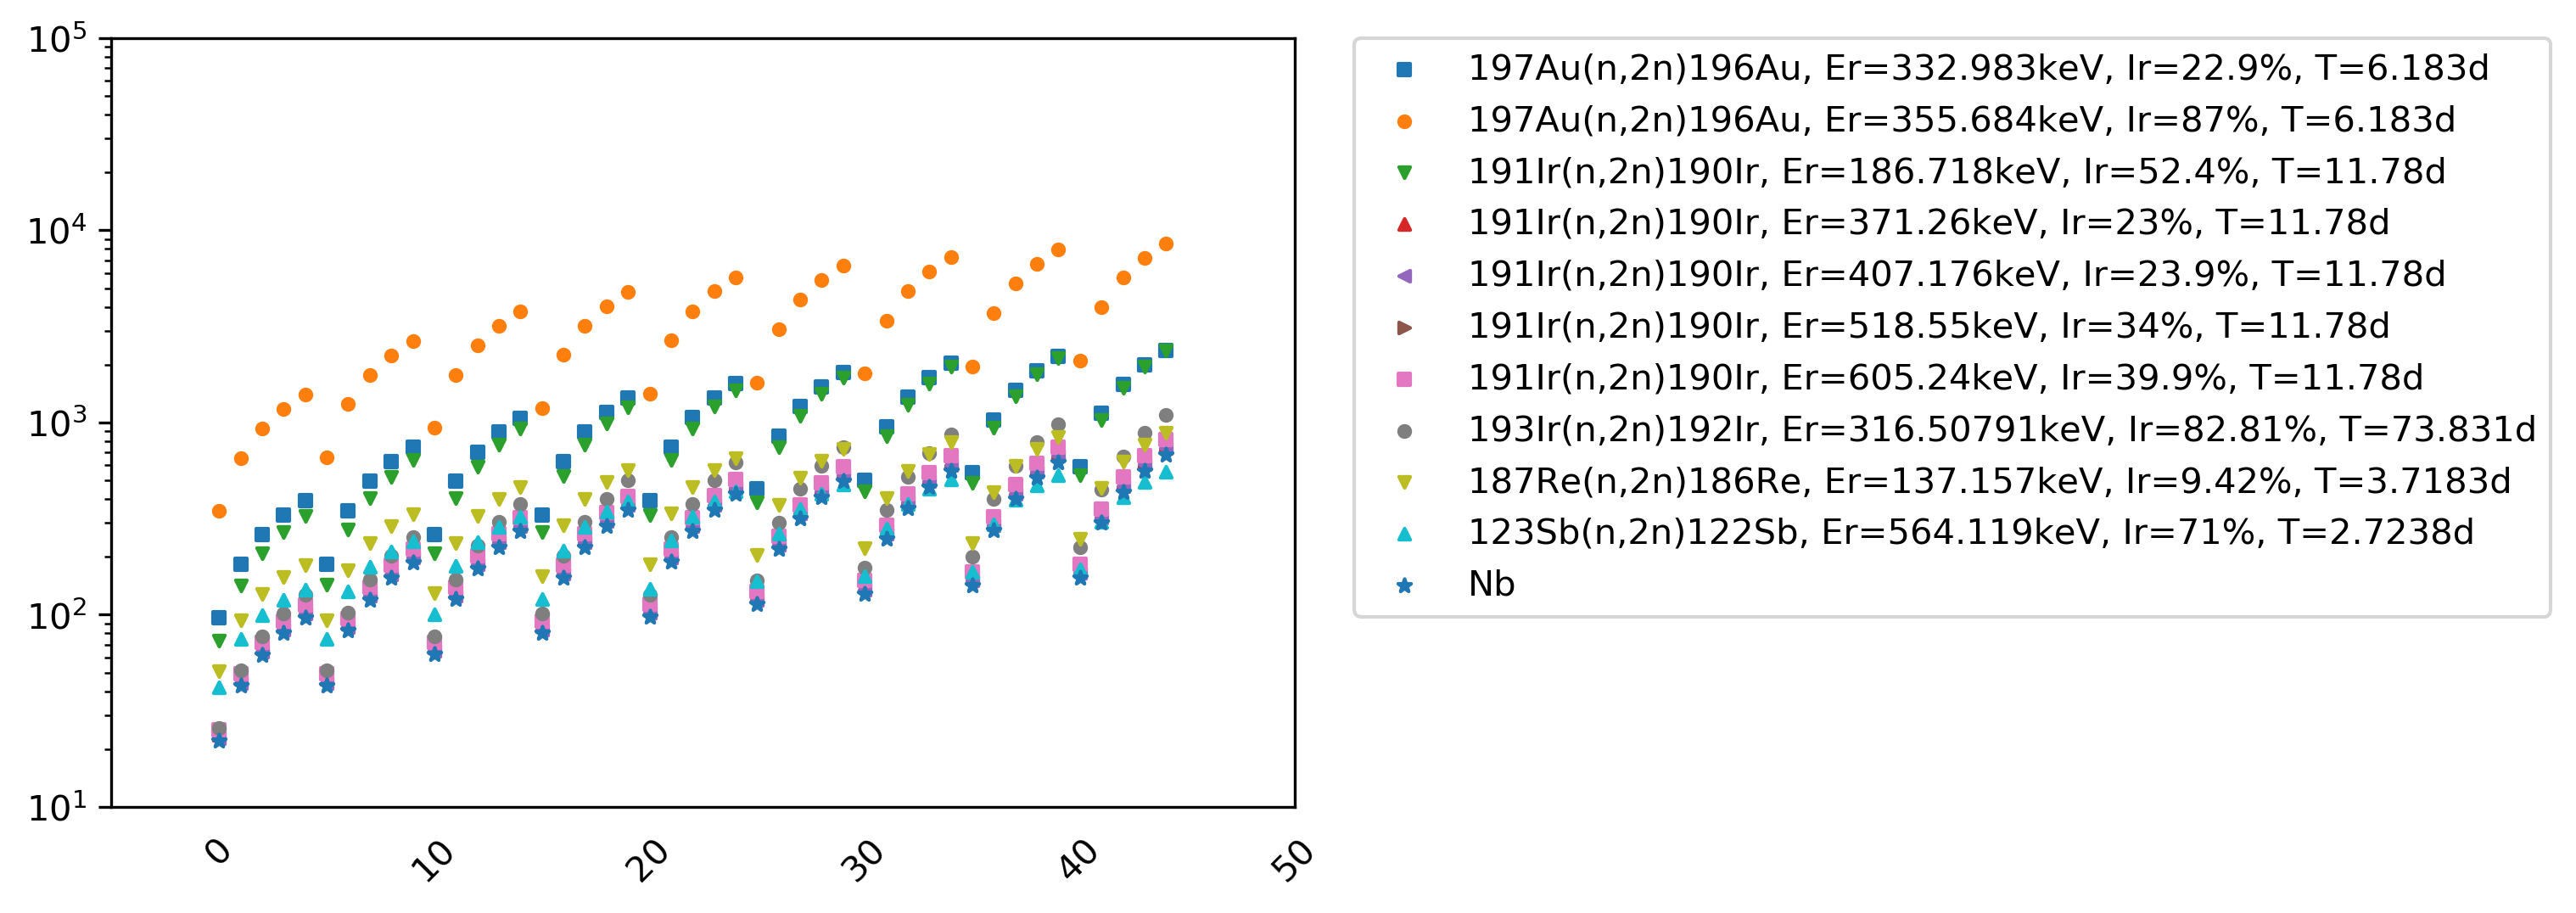 10^5
10^4
10^3
10^2
10^1
0
10
20
30
40
50
197Au(n,2n)196Au, Er=332.983keV, Ir=22.9%, T=6.183d
197Au(n,2n)196Au, Er=355.684keV, Ir=87%, T=6.183d
191Ir(n,2n)190Ir, Er=186.718keV, Ir=52.4%, T=11.78d
191Ir(n,2n)190Ir, Er=371.26keV, Ir=23%, T=11.78d
191Ir(n,2n)190Ir, Er=407.176keV, Ir=23.9%, T=11.78d
191Ir(n,2n)190Ir, Er=518.55keV, Ir=34%, T=11.78d
191Ir(n,2n)190Ir, Er=605.24keV, Ir=39.9%, T=11.78d
193Ir(n,2n)192Ir, Er=316.50791keV, Ir=82.81%, T=73.831d
187Re(n,2n)186Re, Er=137.157keV, Ir=9.42%, T=3.7183d
123Sb(n,2n)122Sb, Er=564.119keV, Ir=71%, T=2.7238d
Nb